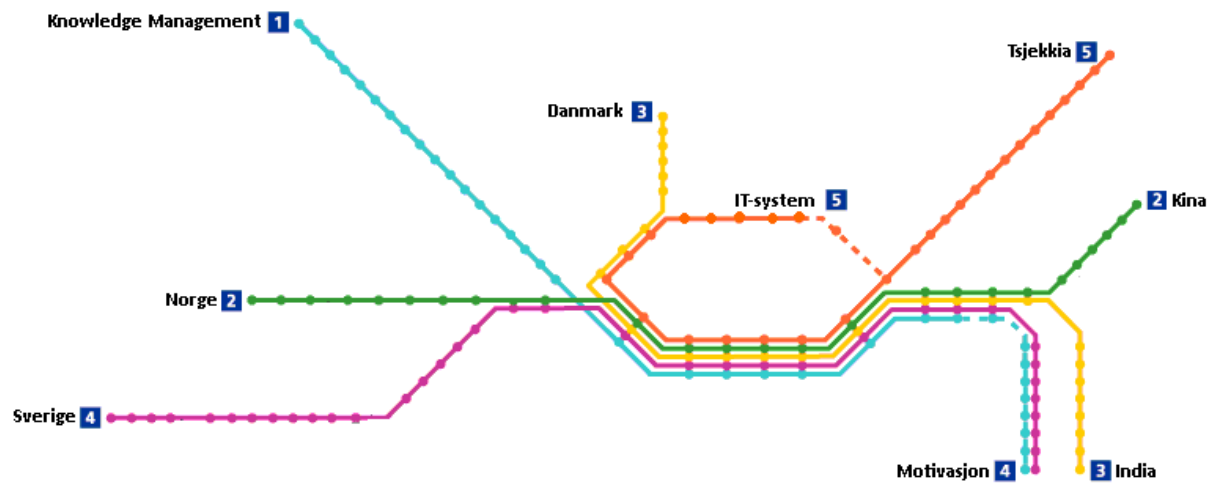 Knowledge Management 1
Tsjekkia 5
Danmark 3
IT-system 5
2 Kina
Norge 2
Sverige 4
Motivasjon 4
3 India